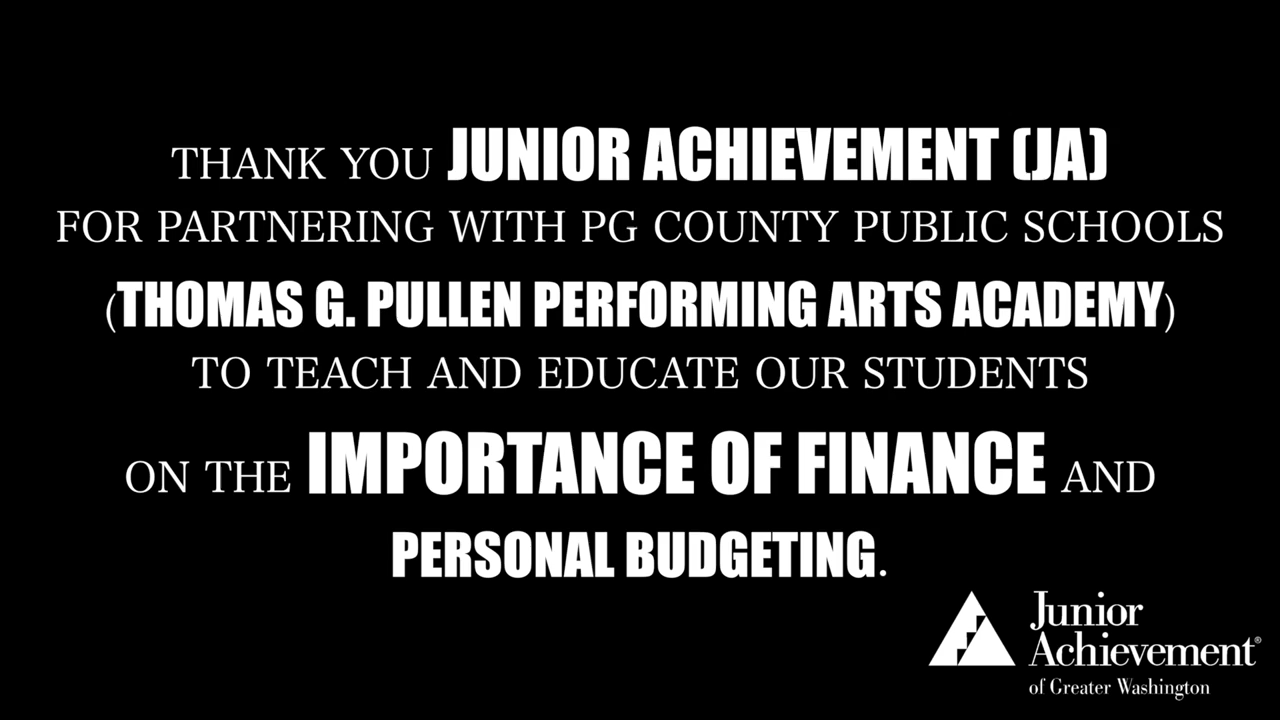 THANK YOU JUNIOR ACHIEVEMENT (JA)
FOR PARTNERING WITH PG COUNTY PUBLIC SCHOOLS
(THOMAS G. PULLEN PERFORMING ARTS ACADEMY)
TO TEACH AND EDUCATE OUR STUDENTS
ON THE IMPORTANCE OF FINANCE AND
PERSONAL BUDGETING.
Junior
Achievement®
of Greater Washington